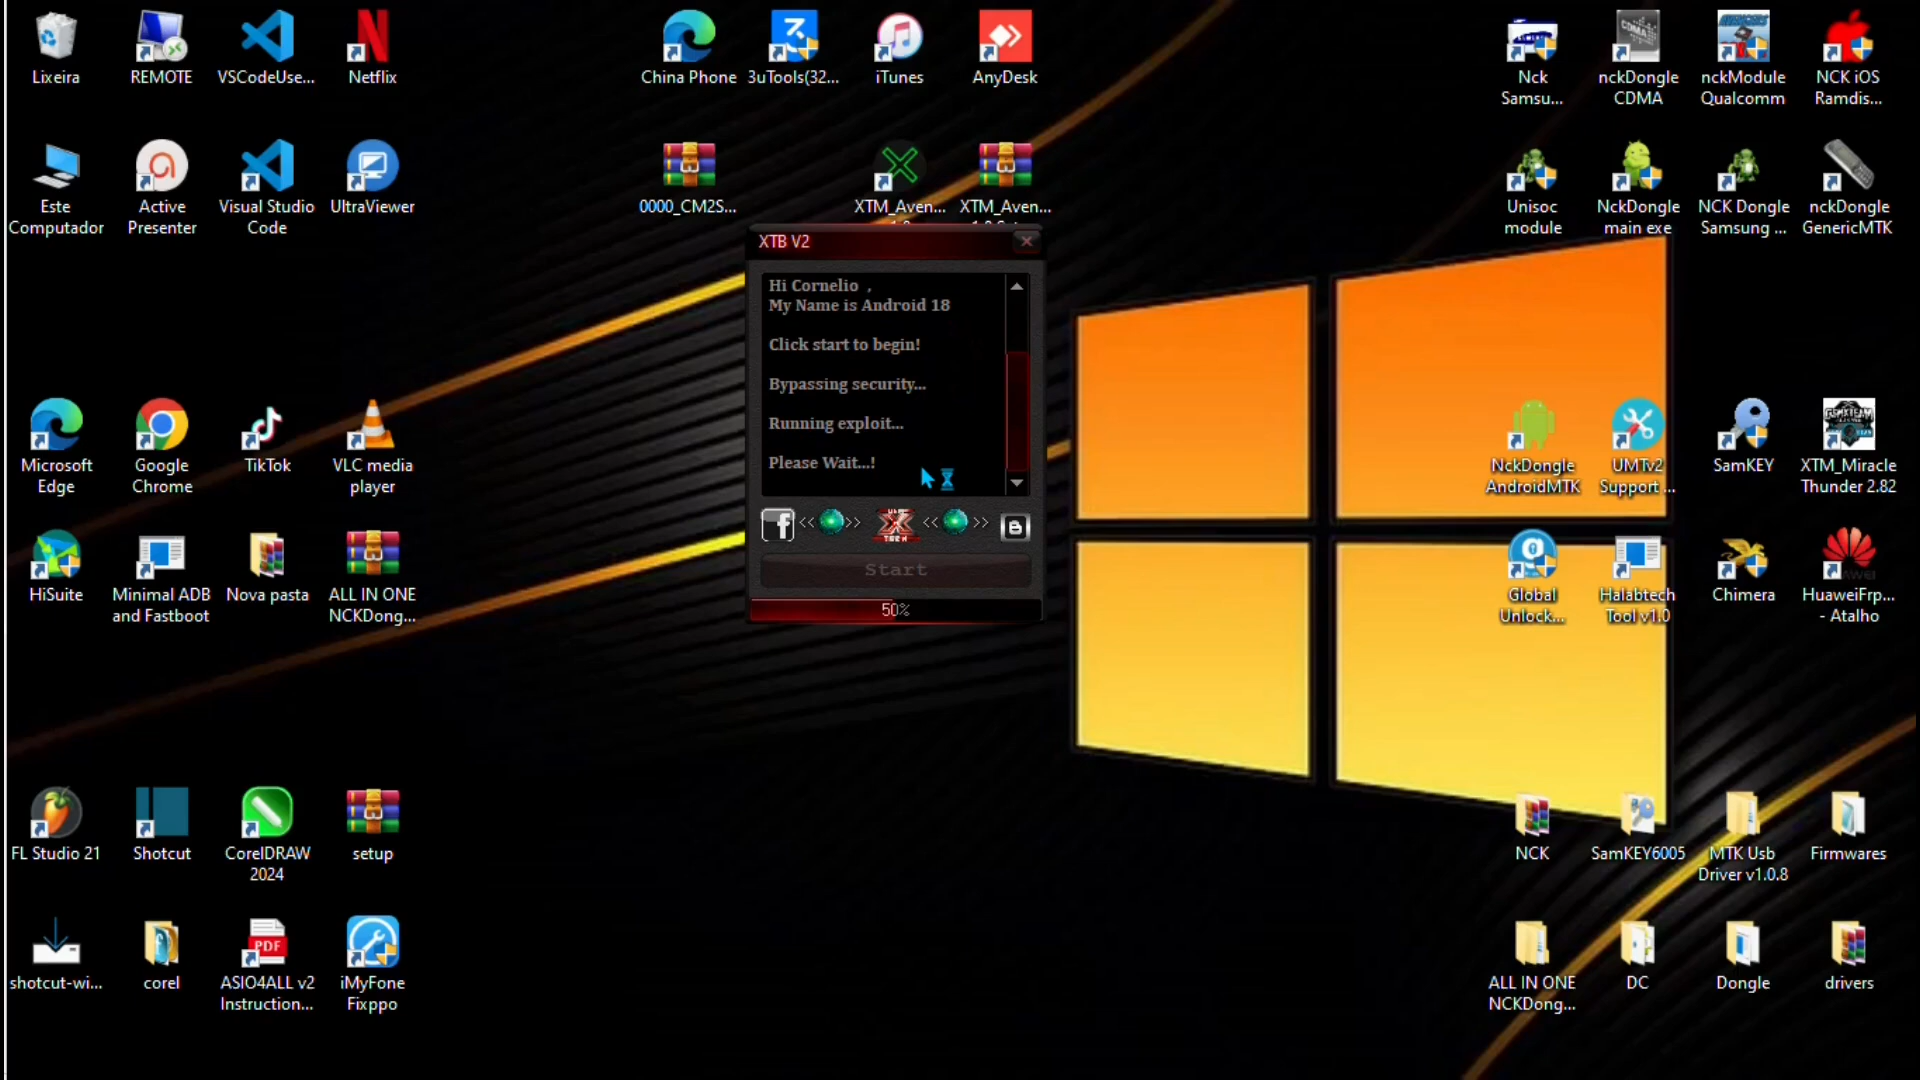 Lixeira
REMOTE
VSCodeUse...
Netflix
China Phone
3uTools(32...
iTunes
AnyDesk
Nck
Samsu...
nckDongle
CDMA
nckModule
Qualcomm
NCK iOS
Ramdis...
Este
Computador
Active
Presenter
Visual Studio
Code
UltraViewer
0000_CM2S...
XTM_Aven...
XTM_Aven...
Unisoc
module
NckDongle
main exe
NCK Dongle
Samsung ...
nckDongle
GenericMTK
XTB V2
Hi Cornelio ,
My Name is Android 18
Click start to begin!
Bypassing security...
Running exploit...
Please Wait...!
<< >>
<< >>
Start
50%
Microsoft
Edge
Google
Chrome
TikTok
VLC media
player
NckDongle
AndroidMTK
UMTv2
Support ...
SamKEY
XTM_Miracle
Thunder 2.82
HiSuite
Minimal ADB
and Fastboot
Nova pasta
ALL IN ONE
NCKDong...
Global
Unlock...
Halabtech
Tool v1.0
Chimera
HuaweiFrp...
- Atalho
FL Studio 21
Shotcut
CorelDRAW
2024
setup
NCK
SamKEY6005
MTK Usb
Driver v1.0.8
Firmwares
shotcut-wi...
corel
PDF
ASIO4ALL v2
Instruction...
iMyFone
Fixppo
ALL IN ONE
NCKDong...
DC
Dongle
drivers